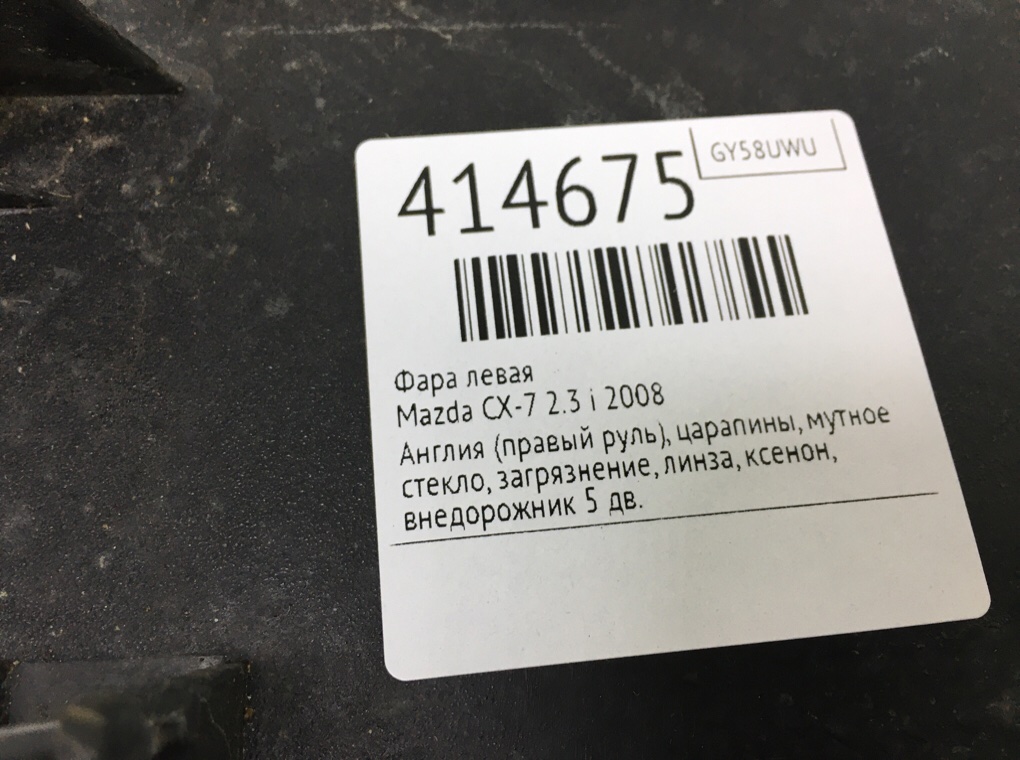 414675
GY58UWU
Фара левая
Mazda CX-7 2.3 i 2008
Англия (правый руль), царапины, мутное
стекло, загрязнение, линза, ксенон,
внедорожник 5 дв.